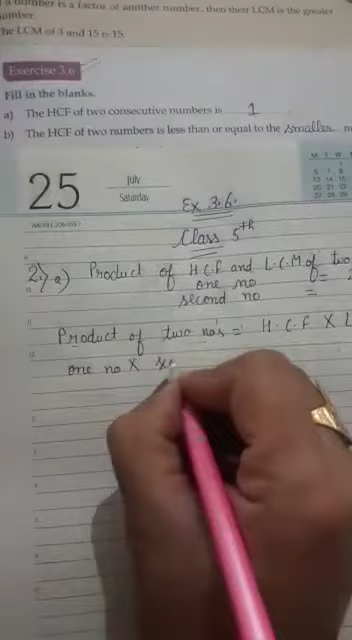 a number is a factor of another number, then their LCM is the greater
number.
The LCM of 3 and 15 is 15.
Exercise 3.6
Fill in the blanks.
a) The HCF of two consecutive numbers is 1
b) The HCF of two numbers is less than or equal to the smaller
25
July
Saturday
M T W
Ex 3.6.
Class 5th
2) a) Product of H.C.F and L.C.M of two
one no =
second no =
Product of two no's = H.C.F X L
one no X se